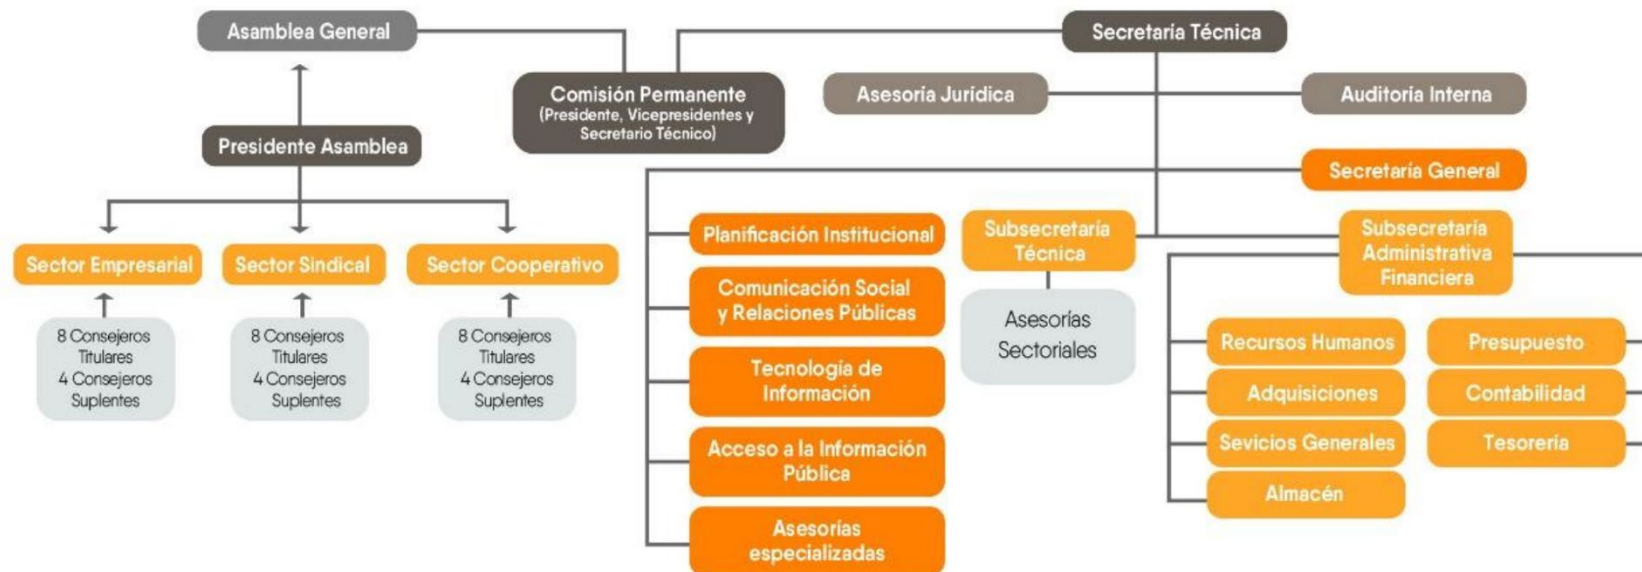 Asamblea General
Secretaría Técnica
Comisión Permanente
(Presidente, Vicepresidentes y
Secretario Técnico)
Asesoría Jurídica
Auditoría Interna
Presidente Asamblea
Secretaría General
Sector Empresarial
Sector Sindical
Sector Cooperativo
8 Consejeros
Titulares
4 Consejeros
Suplentes
8 Consejeros
Titulares
4 Consejeros
Suplentes
8 Consejeros
Titulares
4 Consejeros
Suplentes
Planificación Institucional
Comunicación Social
y Relaciones Públicas
Tecnología de
Información
Acceso a la Información
Pública
Asesorías
especializadas
Subsecretaría
Técnica
Asesorías
Sectoriales
Subsecretaría
Administrativa
Financiera
Recursos Humanos
Adquisiciones
Sevicios Generales
Almacén
Presupuesto
Contabilidad
Tesorería